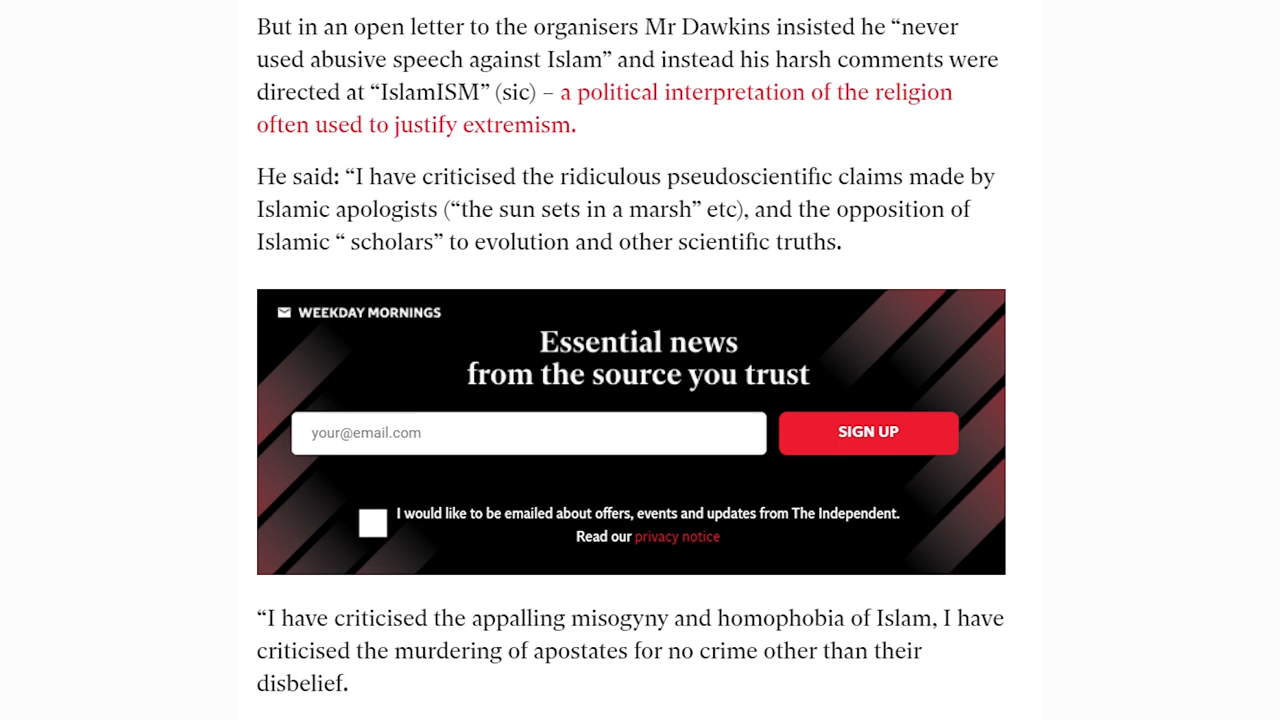 But in an open letter to the organisers Mr Dawkins insisted he “never
used abusive speech against Islam” and instead his harsh comments were
directed at “IslamISM” (sic) – a political interpretation of the religion
often used to justify extremism.
He said: “I have criticised the ridiculous pseudoscientific claims made by
Islamic apologists (“the sun sets in a marsh” etc), and the opposition of
Islamic “ scholars” to evolution and other scientific truths.
WEEKDAY MORNINGS
Essential news
from the source you trust
your@email.com
SIGN UP
I would like to be emailed about offers, events and updates from The Independent.
Read our privacy notice
“I have criticised the appalling misogyny and homophobia of Islam, I have
criticised the murdering of apostates for no crime other than their
disbelief.